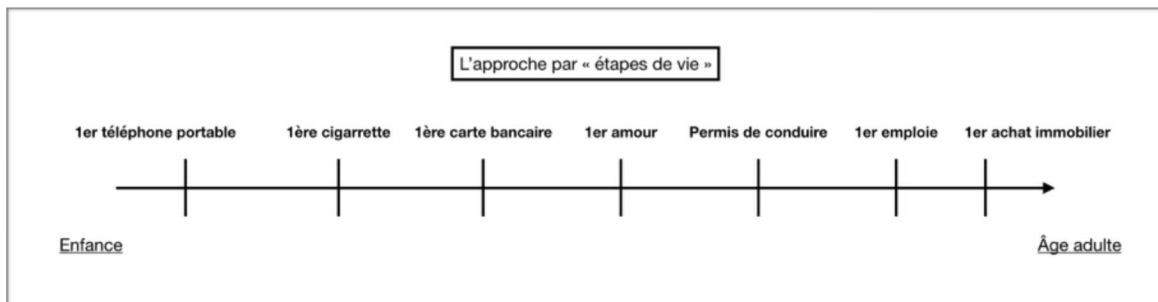 L'approche par « étapes de vie »
1er téléphone portable 1ère cigarrette 1ère carte bancaire 1er amour Permis de conduire 1er emploie 1er achat immobilier
Enfance Âge adulte